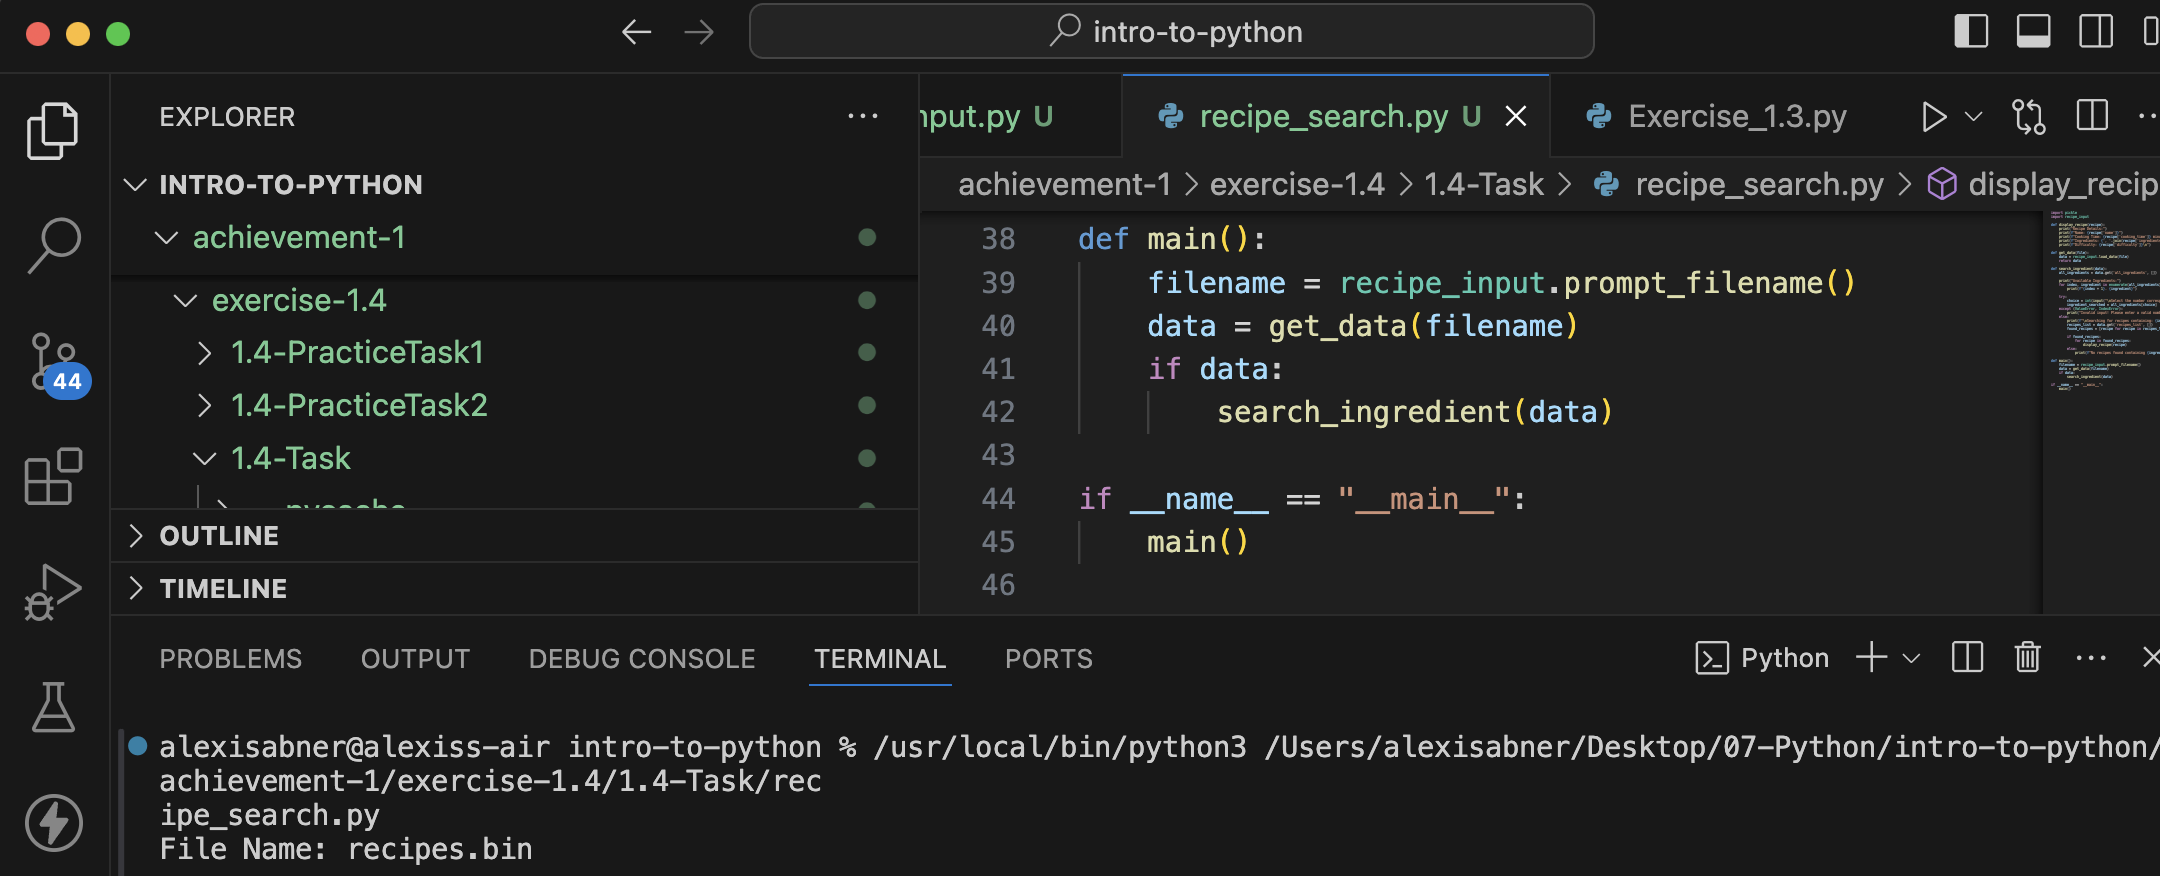 intro-to-python
EXPLORER
INTRO-TO-PYTHON
achievement-1
exercise-1.4
1.4-PracticeTask1
1.4-PracticeTask2
1.4-Task
OUTLINE
TIMELINE
44
nput.py U
recipe_search.py U
Exercise_1.3.py
achievement-1 > exercise-1.4 > 1.4-Task > recipe_search.py > display_recip
38 def main():
39 filename = recipe_input.prompt_filename()
40 data = get_data(filename)
41 if data:
42 search_ingredient(data)
43
44 if __name__ == "__main__":
45 main()
46
PROBLEMS OUTPUT DEBUG CONSOLE TERMINAL PORTS
Python
alexisabner@alexiss-air intro-to-python % /usr/local/bin/python3 /Users/alexisabner/Desktop/07-Python/intro-to-python/
achievement-1/exercise-1.4/1.4-Task/rec
ipe_search.py
File Name: recipes.bin